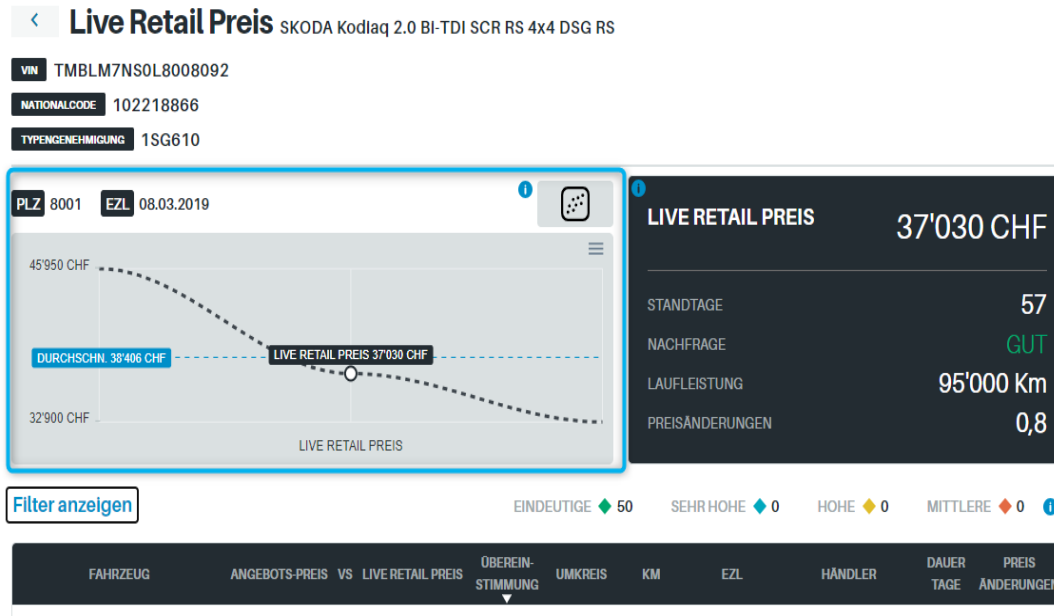 Live Retail Preis SKODA Kodiaq 2.0 BI-TDI SCR RS 4x4 DSG RS
VIN TMBLM7NS0L8008092
NATIONALCODE 102218866
TYPENGENEHMIGUNG 1SG610
PLZ 8001 EZL 08.03.2019
45'950 CHF
DURCHSCHN. 38'406 CHF
LIVE RETAIL PREIS 37'030 CHF
32'900 CHF
LIVE RETAIL PREIS
LIVE RETAIL PREIS 37'030 CHF
STANDTAGE 57
NACHFRAGE GUT
LAUFLEISTUNG 95'000 Km
PREISÄNDERUNGEN 0,8
Filter anzeigen
EINDEUTIGE 50 SEHR HOHE 0 HOHE 0 MITTLERE 0
FAHRZEUG ANGEBOTS-PREIS VS LIVE RETAIL PREIS ÜBEREIN-STIMMUNG UMKREIS KM EZL HÄNDLER DAUER TAGE PREIS ÄNDERUNGEN